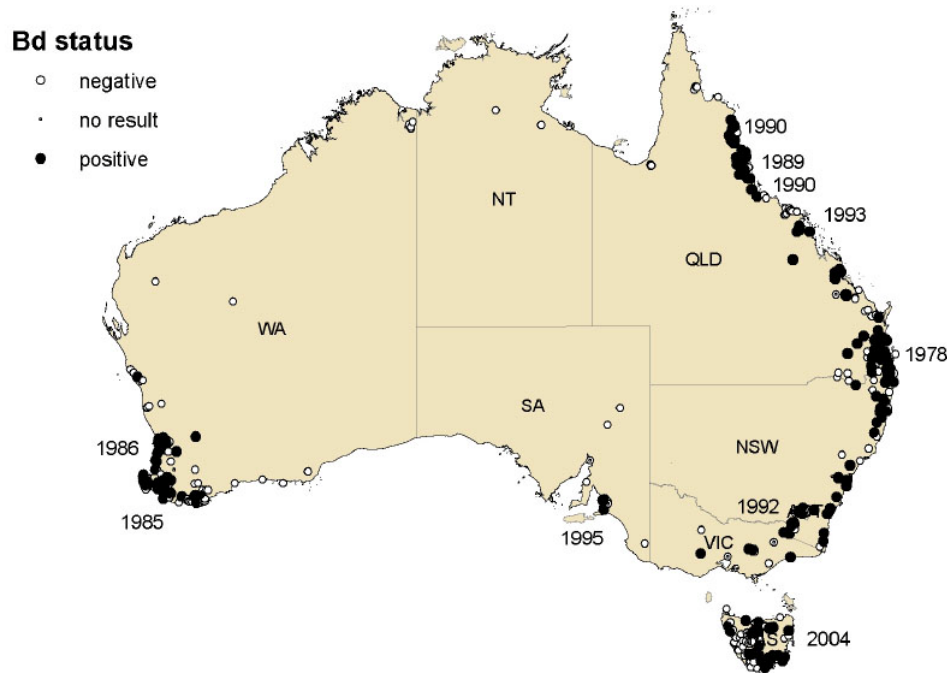 Bd status
negative
no result
positive
1990
1989
1990
1993
NT
QLD
WA
1978
SA
1986
NSW
1992
1985
1995
VIC
2004